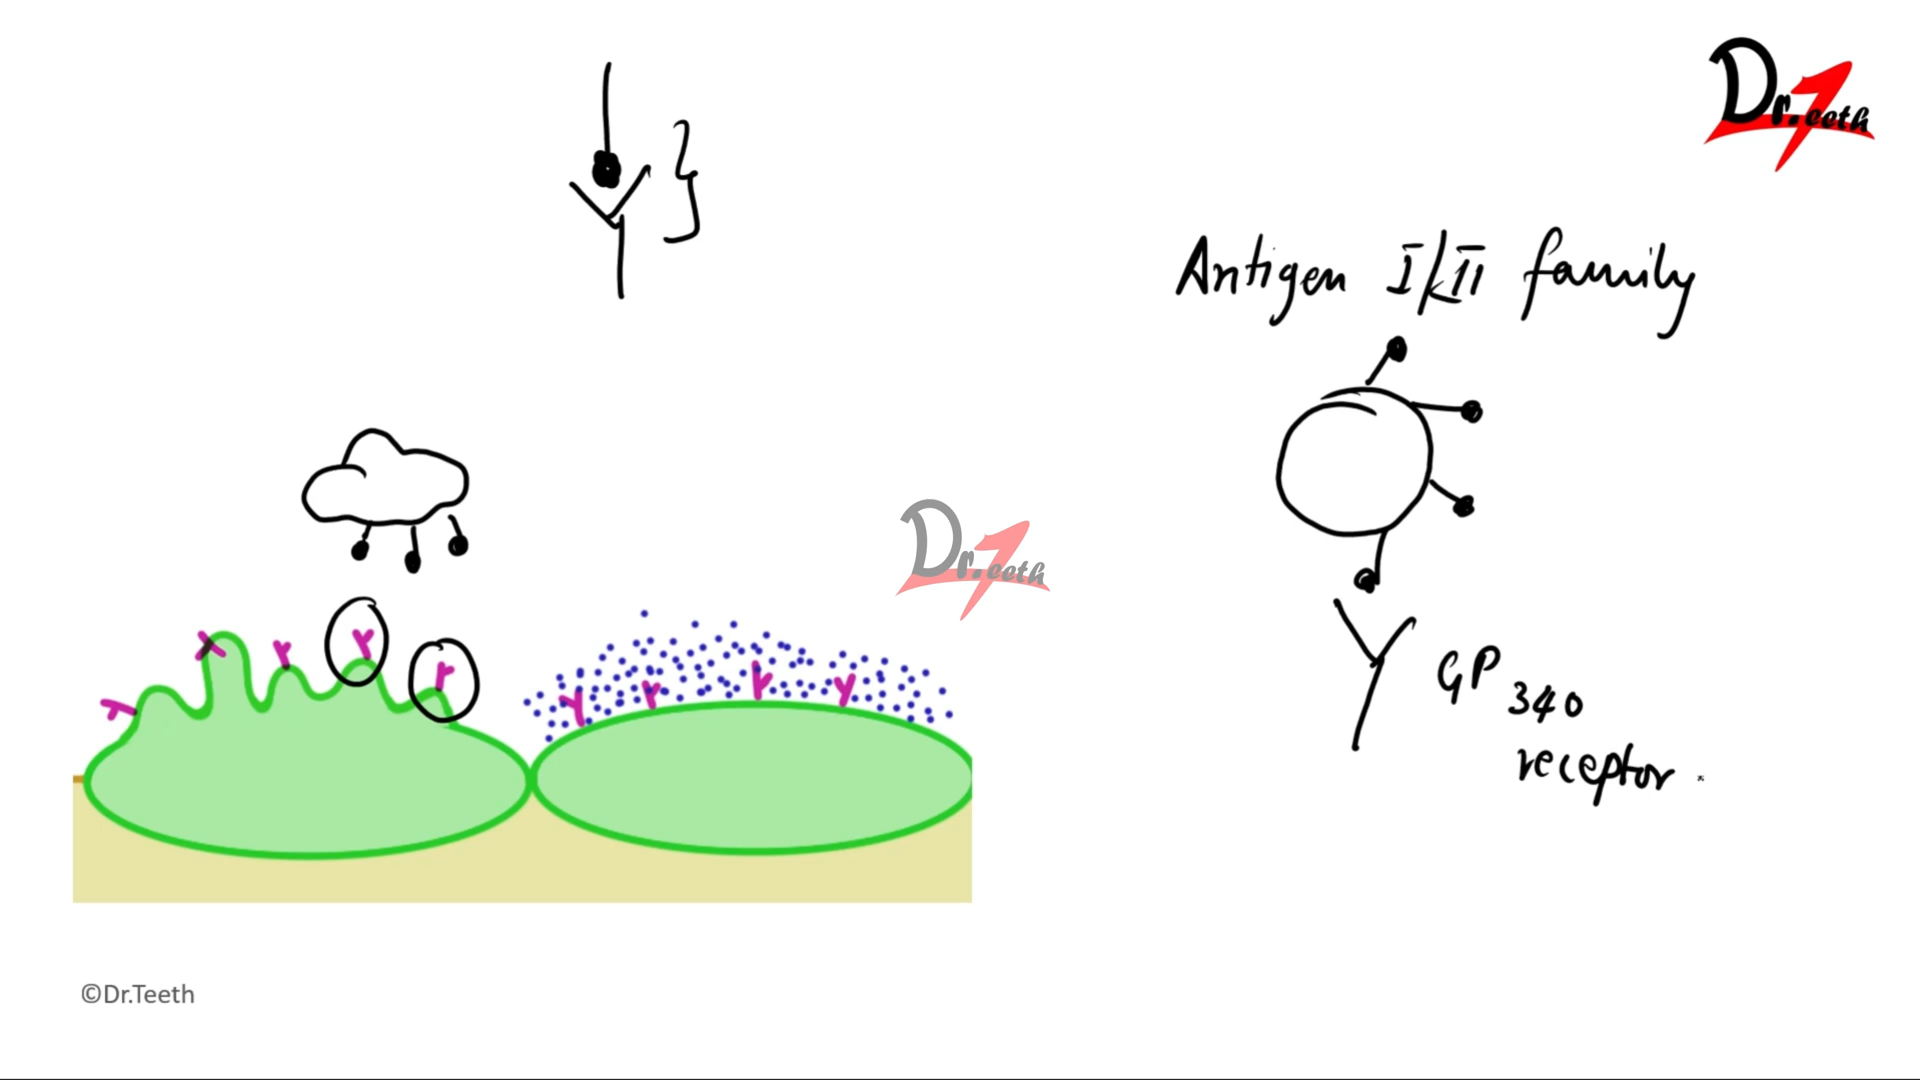 Dr.Teeth
Antigen I/II family
Dr.Teeth
GP 340
receptor
©Dr.Teeth